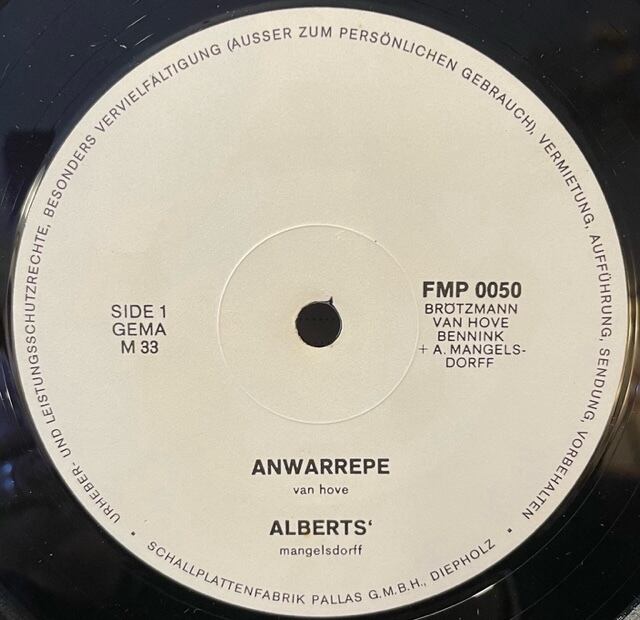 URHEBER- UND LEISTUNGSSCHUTZRECHTE, BESONDERS VERVIELFÄLTIGUNG (AUSSER ZUM PERSÖNLICHEN GEBRAUCH), VERMIETUNG, AUFFÜHRUNG, SENDUNG, VORBEHALTEN
SIDE 1
GEMA
M 33
FMP 0050
BRÖTZMANN
VAN HOVE
BENNINK
+ A. MANGELS-
DORFF
ANWARREPE
van hove
ALBERTS‘
mangelsdorff
• SCHALLPLATTENFABRIK PALLAS G.M.B.H., DIEPHOLZ •